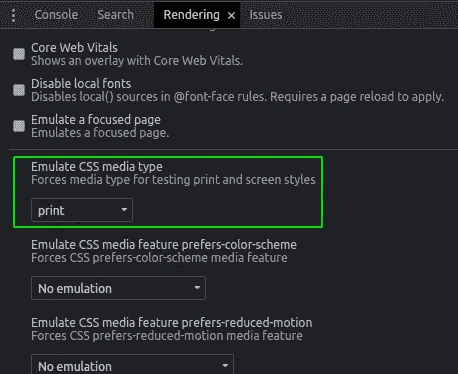 Console Search Rendering × Issues
Core Web Vitals
Shows an overlay with Core Web Vitals.
Disable local fonts
Disables local() sources in @font-face rules. Requires a page reload to apply.
Emulate a focused page
Emulates a focused page.
Emulate CSS media type
Forces media type for testing print and screen styles
print
Emulate CSS media feature prefers-color-scheme
Forces CSS prefers-color-scheme media feature
No emulation
Emulate CSS media feature prefers-reduced-motion
Forces CSS prefers-reduced-motion media feature
No emulation